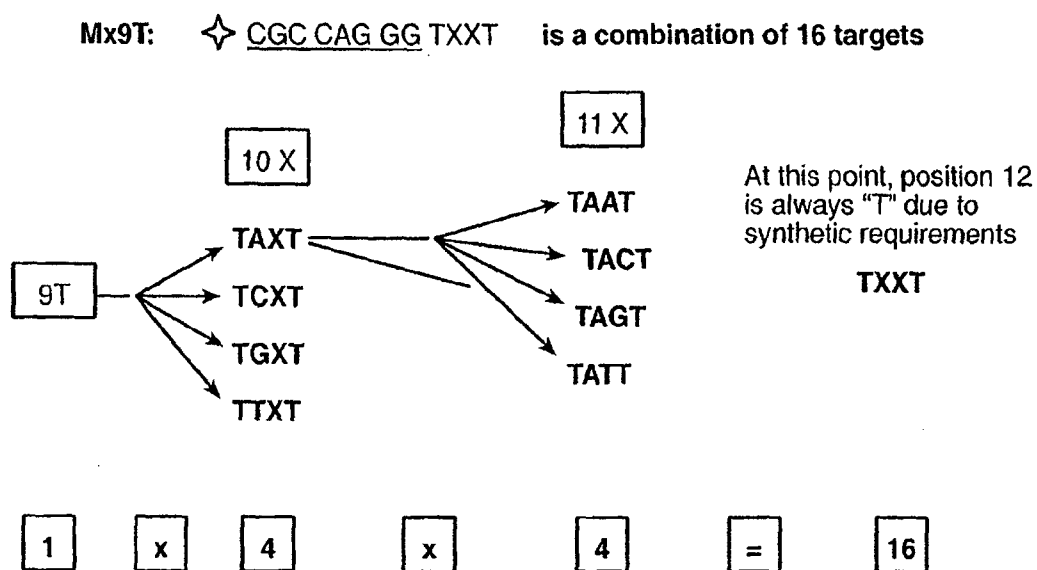 Mx9T: CGC CAG GG TXXT is a combination of 16 targets
11 X
10 X
At this point, position 12
is always "T" due to
synthetic requirements
TXXT
9T
TAXT
TCXT
TGXT
TTXT
TAAT
TACT
TAGT
TATT
1 x 4 x 4 = 16